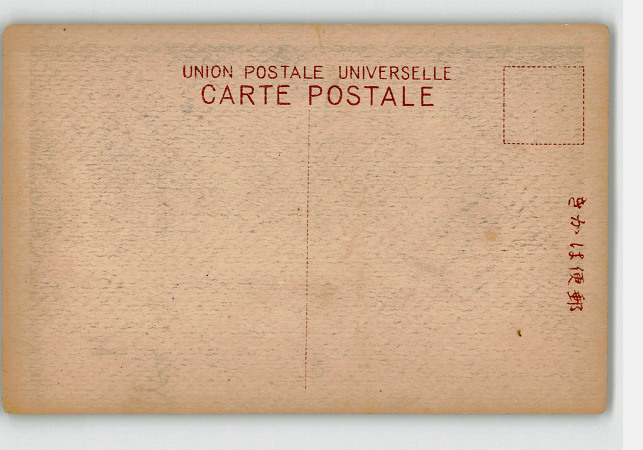 UNION POSTALE UNIVERSELLE
CARTE POSTALE
きかは便郵